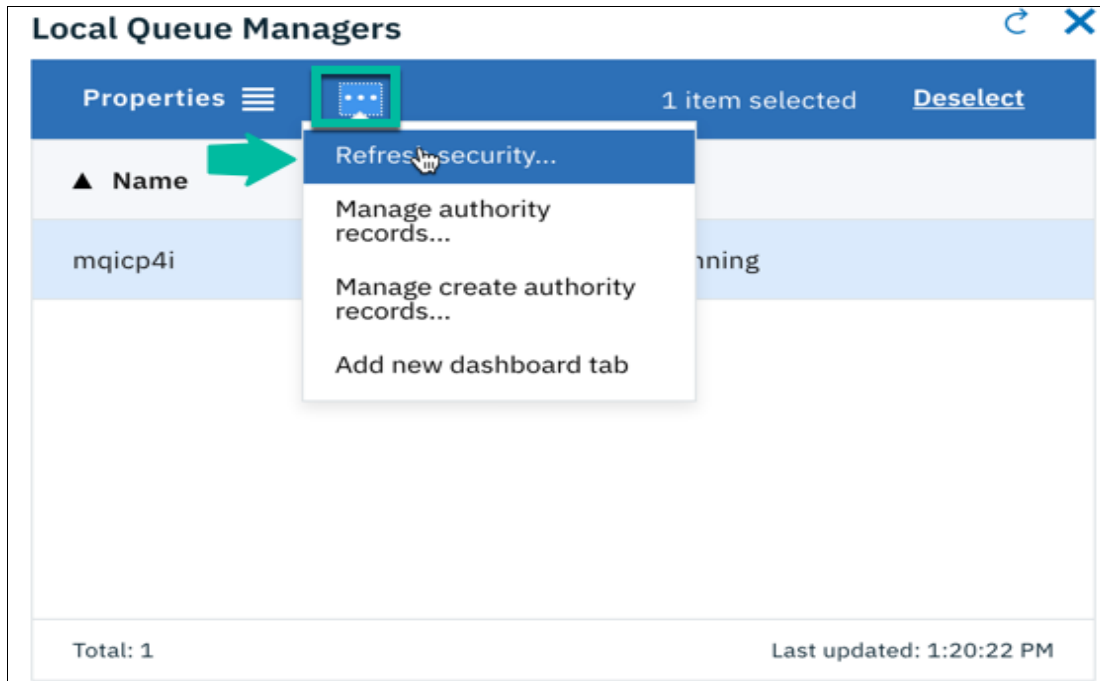 Local Queue Managers
Properties
1 item selected Deselect
Refresh security...
Name
Manage authority
records...
mqicp4i
Manage create authority
records...
Add new dashboard tab
Total: 1
Last updated: 1:20:22 PM